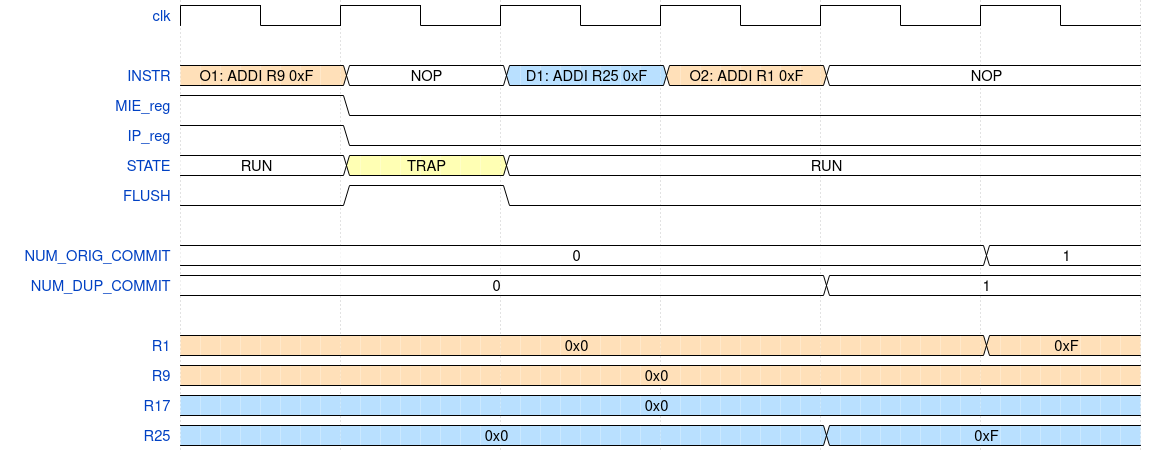 clk
INSTR O1: ADDI R9 0xF NOP D1: ADDI R25 0xF O2: ADDI R1 0xF NOP
MIE_reg
IP_reg
STATE RUN TRAP RUN
FLUSH
NUM_ORIG_COMMIT 0 1
NUM_DUP_COMMIT 0 1
R1 0x0 0xF
R9 0x0
R17 0x0
R25 0x0 0xF